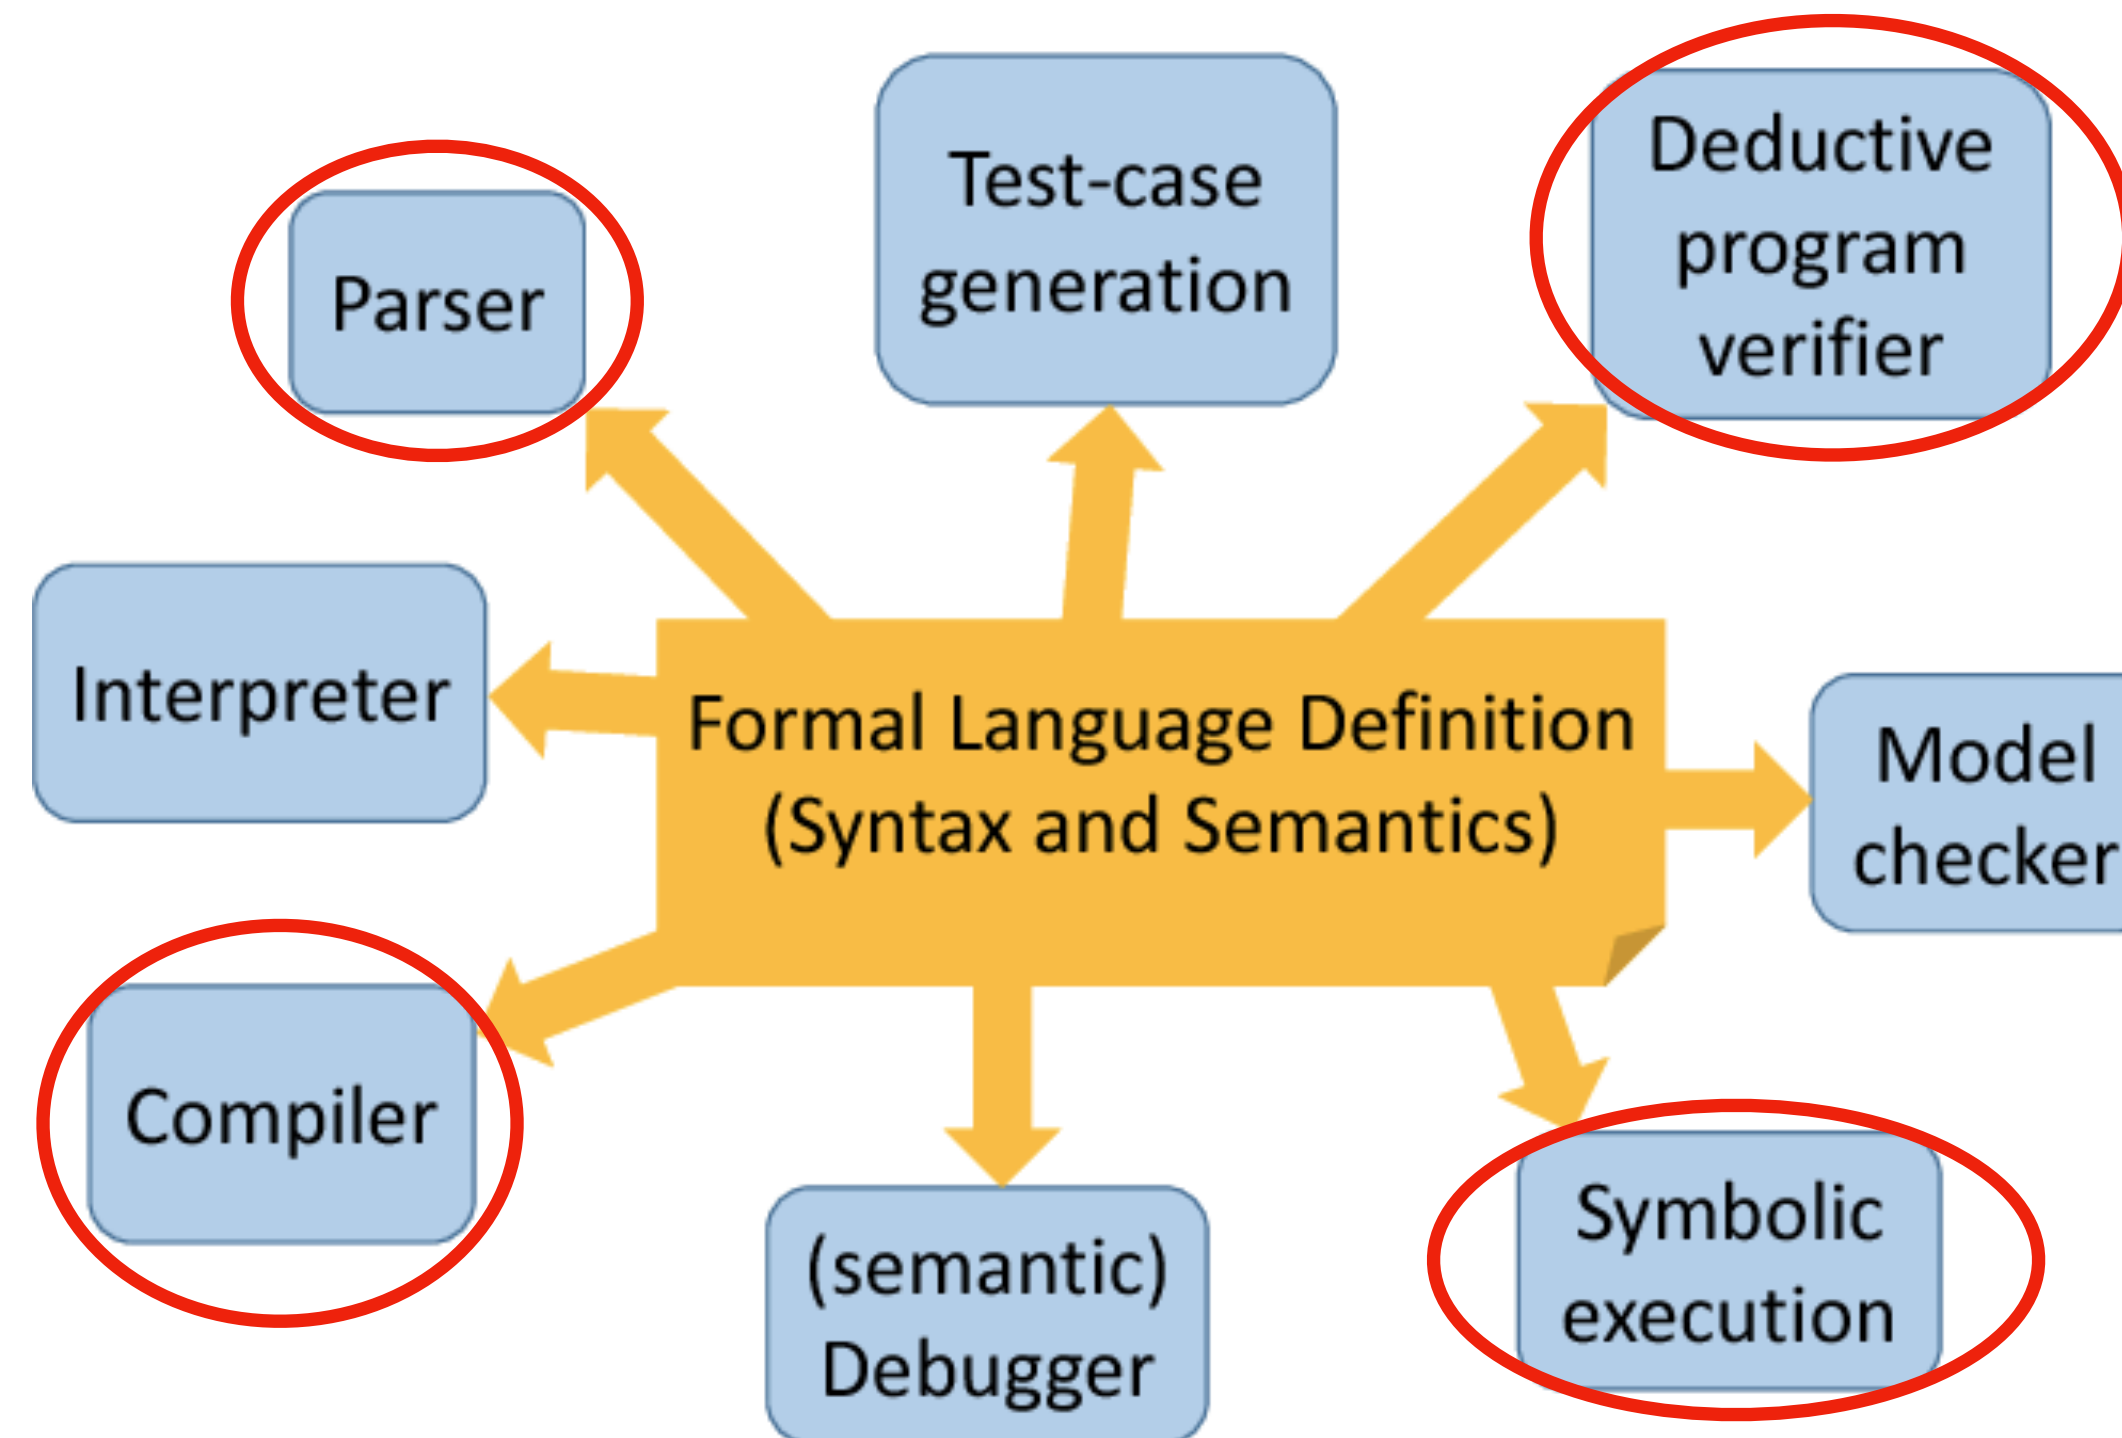 Test-case
generation
Deductive
program
verifier
Parser
Interpreter
Formal Language Definition
(Syntax and Semantics)
Model
checker
Compiler
(semantic)
Debugger
Symbolic
execution